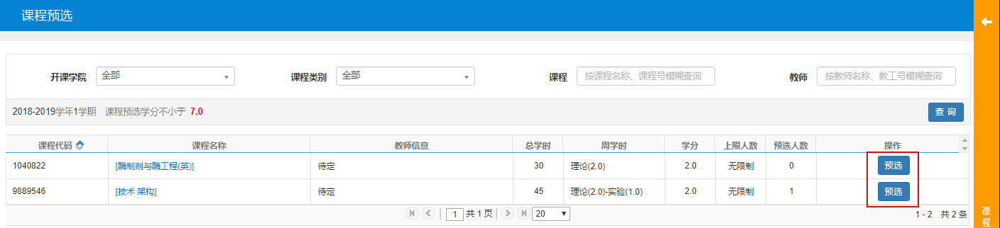 课程预选
开课学院 全部 课程类别 全部 课程 按课程名称、课程号模糊查询 教师 按教师名称、教工号模糊查询
2018-2019学年1学期 课程预选学分不小于 7.0 查 询
课程代码 课程名称 教师信息 总学时 周学时 学分 上限人数 预选人数 操作
1040822 [酶制剂与酶工程(英)] 待定 30 理论(2.0) 2.0 无限制 0 预选
9889546 [技术 架构] 待定 45 理论(2.0)-实验(1.0) 2.0 无限制 1 预选
1 共 1 页 20 1 - 2 共 2 条
课
程